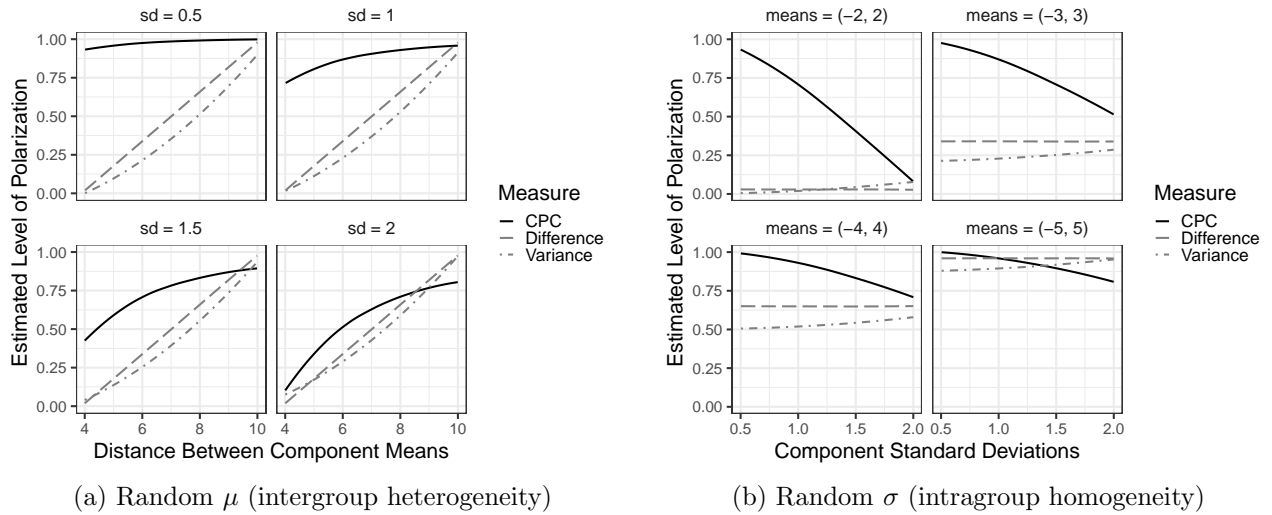 sd = 0.5
sd = 1
1.00
0.75
0.50
0.25
0.00
sd = 1.5
sd = 2
1.00
0.75
0.50
0.25
0.00
4
6
8
10
4
6
8
10
Estimated Level of Polarization
Distance Between Component Means
Measure
CPC
Difference
Variance
(a) Random μ (intergroup heterogeneity)
means = (−2, 2)
means = (−3, 3)
1.00
0.75
0.50
0.25
0.00
means = (−4, 4)
means = (−5, 5)
1.00
0.75
0.50
0.25
0.00
0.5
1.0
1.5
2.0
0.5
1.0
1.5
2.0
Estimated Level of Polarization
Component Standard Deviations
Measure
CPC
Difference
Variance
(b) Random σ (intragroup homogeneity)